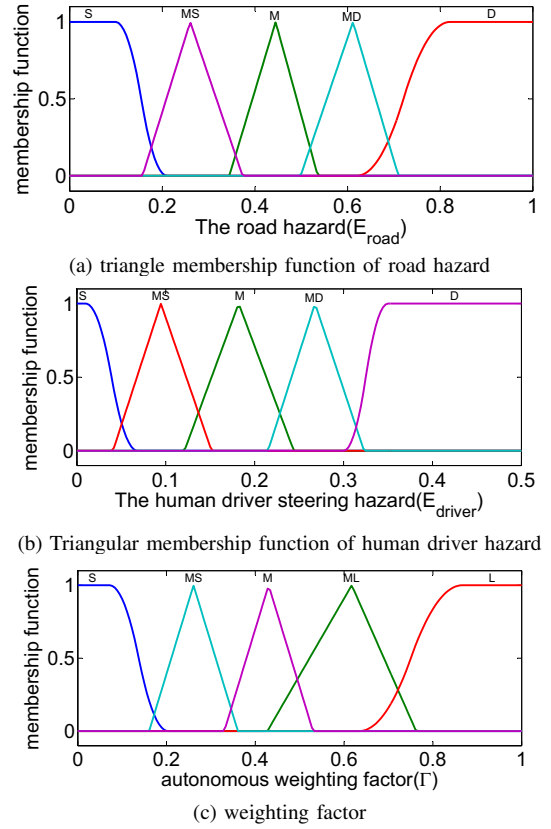 S MS M MD D
1
0.5
0
membership function
0 0.2 0.4 0.6 0.8 1
The road hazard(E_road)
(a) triangle membership function of road hazard
S MS M MD D
1
0.5
0
membership function
0 0.1 0.2 0.3 0.4 0.5
The human driver steering hazard(E_driver)
(b) Triangular membership function of human driver hazard
S MS M ML L
1
0.5
0
membership function
0 0.2 0.4 0.6 0.8 1
autonomous weighting factor(Γ)
(c) weighting factor